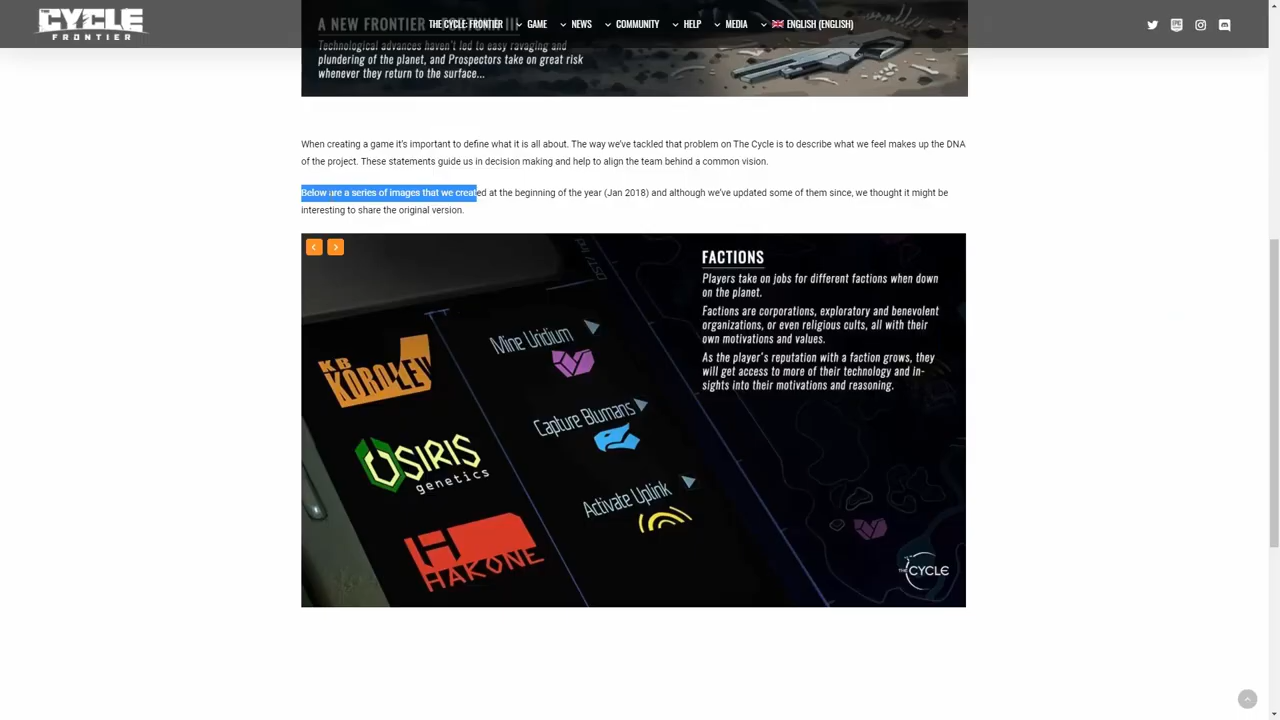 THE CYCLE
FRONTIER
THE CYCLE FRONTIER
GAME
NEWS
COMMUNITY
HELP
MEDIA
ENGLISH (ENGLISH)
A NEW FRONTIER - FORTUNA III
Technological advances haven't led to easy ravaging and
plundering of the planet, and Prospectors take on great risk
whenever they return to the surface...
When creating a game it's important to define what it is all about. The way we've tackled that problem on The Cycle is to describe what we feel makes up the DNA
of the project. These statements guide us in decision making and help to align the team behind a common vision.
Below are a series of images that we created at the beginning of the year (Jan 2018) and although we've updated some of them since, we thought it might be
interesting to share the original version.
FACTIONS
Players take on jobs for different factions when down
on the planet.
Factions are corporations, exploratory and benevolent
organizations, or even religious cults, all with their
own motivations and values.
As the player's reputation with a faction grows, they
will get access to more of their technology and in-
sights into their motivations and reasoning.
KB
KOROLEV
OSIRIS
genetics
HAKONE
Mine Uridium
Capture Blumans
Activate Uplink
THE CYCLE